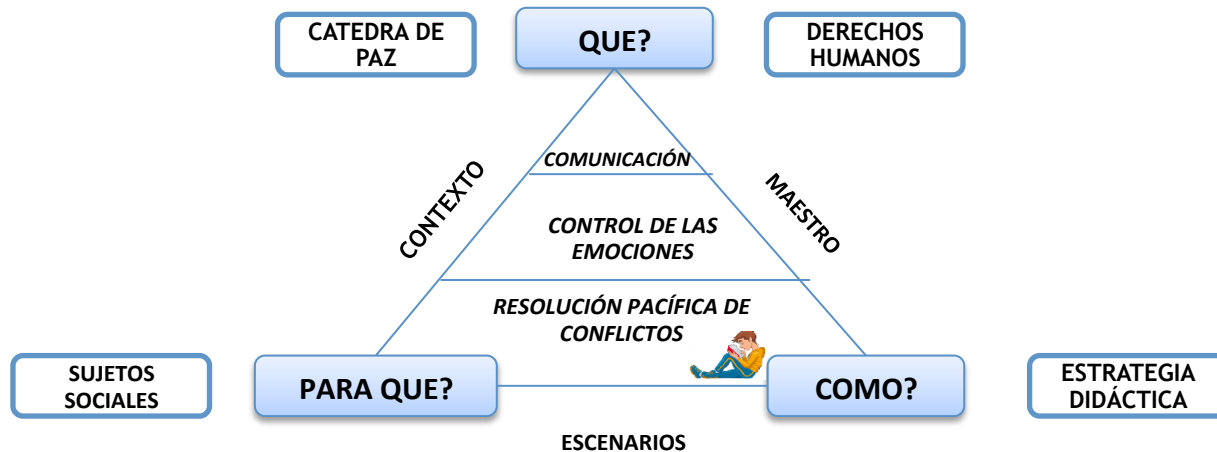 CATEDRA DE
PAZ
QUE?
DERECHOS
HUMANOS
COMUNICACIÓN
CONTEXTO
MAESTRO
CONTROL DE LAS
EMOCIONES
RESOLUCIÓN PACÍFICA DE
CONFLICTOS
SUJETOS
SOCIALES
PARA QUE?
COMO?
ESTRATEGIA
DIDÁCTICA
ESCENARIOS